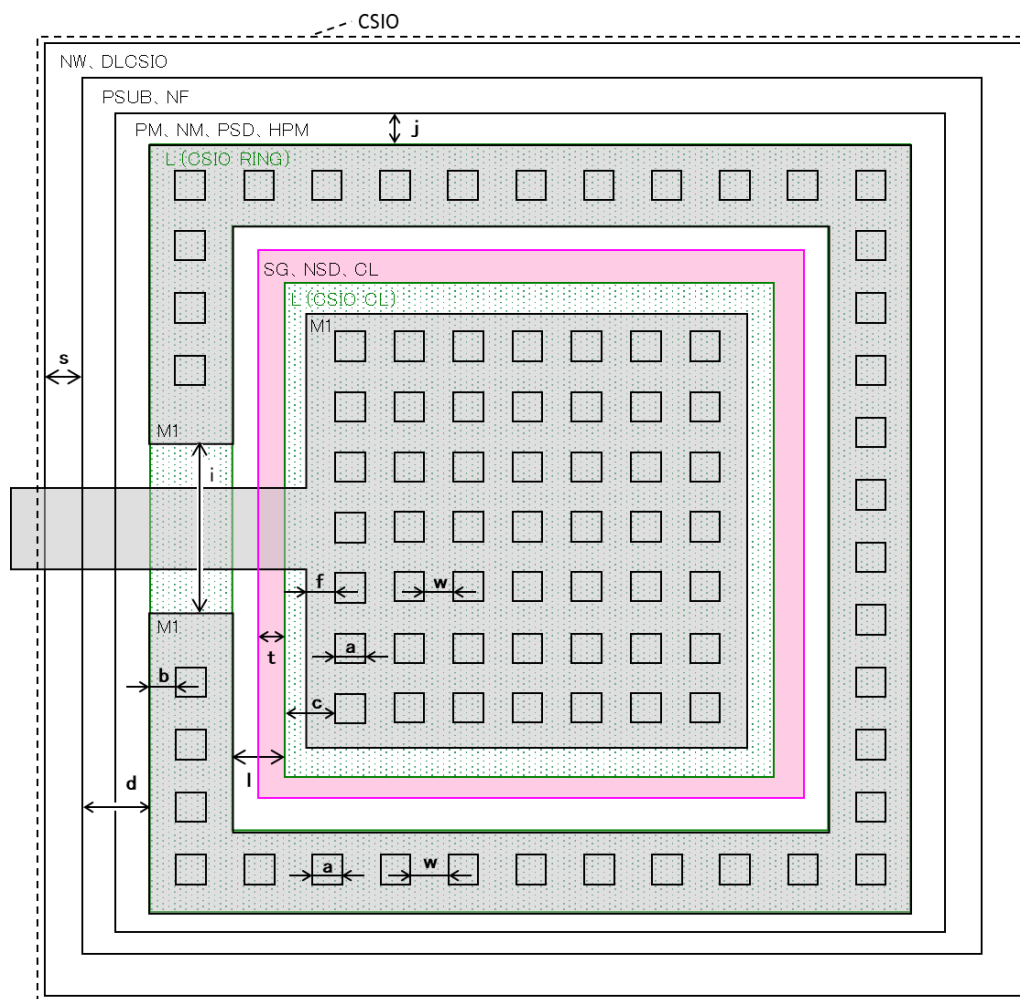 CSIO
NW、DLCSIO
PSUB、NF
PM、NM、PSD、HPM
j
L (CSIO RING)
SG、NSD、CL
L (CSIO CL)
M1
s
M1
i
f
w
M1
a
t
b
c
l
d
a
w